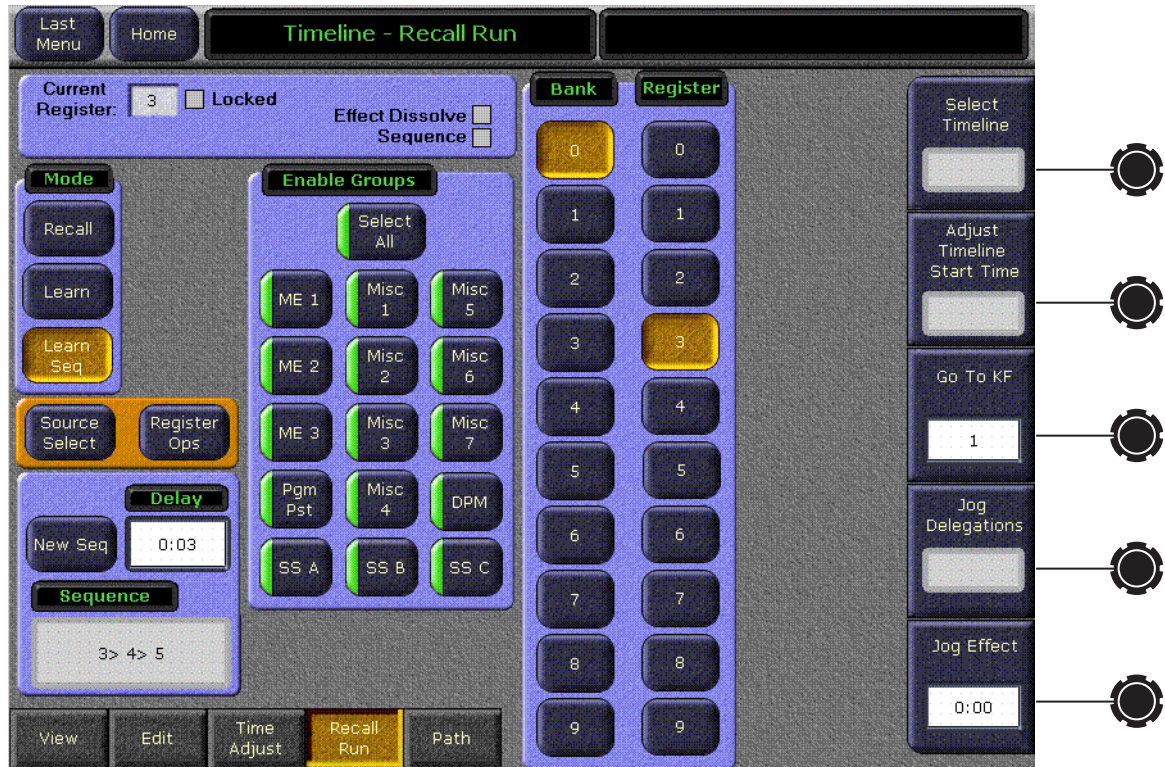 Last
Menu
Home
Timeline - Recall Run
Current
Register:
3
Locked
Effect Dissolve
Sequence
Mode
Recall
Learn
Learn
Seq
Source
Select
Register
Ops
Delay
New Seq
0:03
Sequence
3> 4> 5
Enable Groups
Select
All
ME 1
Misc
1
Misc
5
ME 2
Misc
2
Misc
6
ME 3
Misc
3
Misc
7
Pgm
Pst
Misc
4
DPM
SS A
SS B
SS C
Bank
0
1
2
3
4
5
6
7
8
9
Register
0
1
2
3
4
5
6
7
8
9
Select
Timeline
Adjust
Timeline
Start Time
Go To KF
1
Jog
Delegations
Jog Effect
0:00
View
Edit
Time
Adjust
Recall
Run
Path